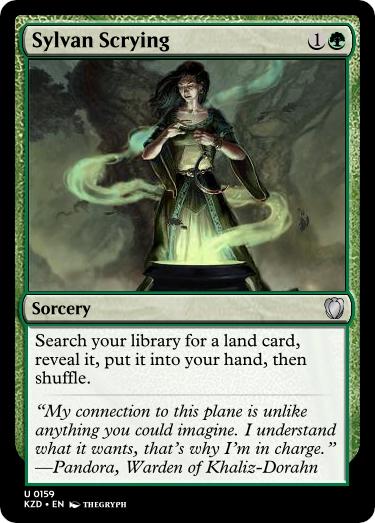 Sylvan Scrying 1
Sorcery
Search your library for a land card,
reveal it, put it into your hand, then
shuffle.
“My connection to this plane is unlike
anything you could imagine. I understand
what it wants, that’s why I’m in charge.”
—Pandora, Warden of Khaliz-Dorahn
U 0159
KZD • EN THEGRYPH